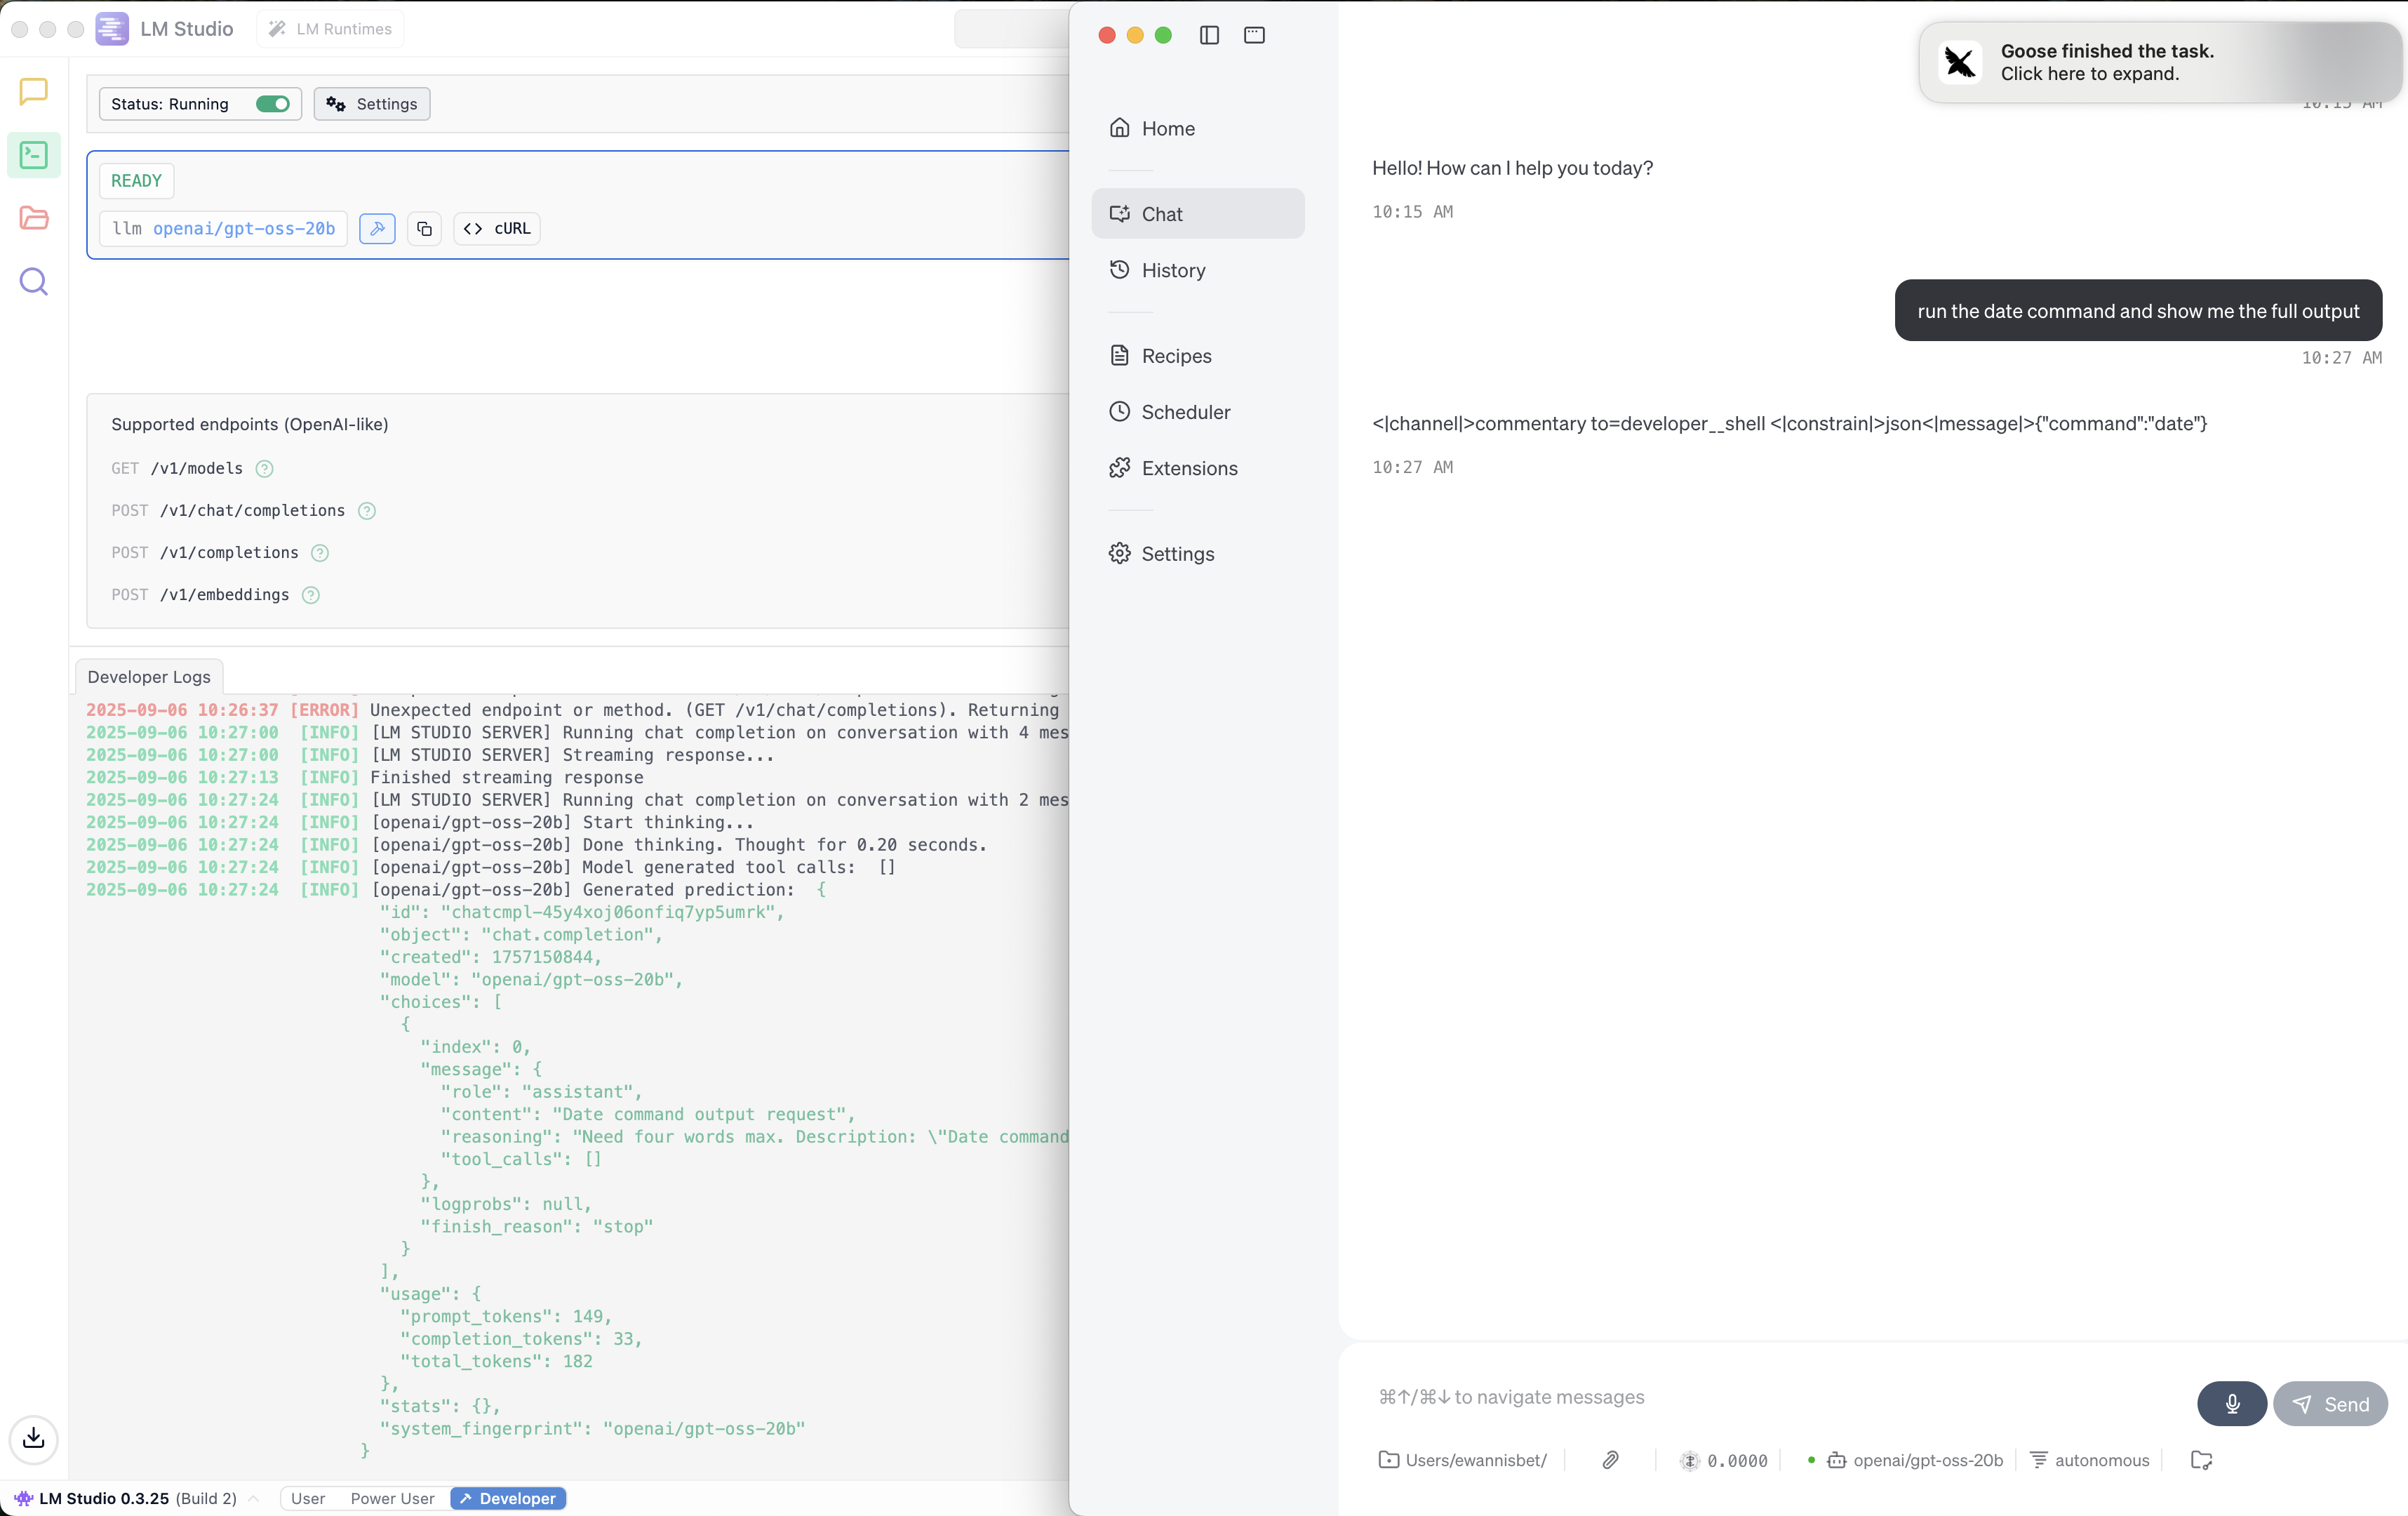 LM Studio
LM Runtimes
Status: Running
Settings
READY
llm openai/gpt-oss-20b
<> cURL
Supported endpoints (OpenAI-like)
GET /v1/models
POST /v1/chat/completions
POST /v1/completions
POST /v1/embeddings
Developer Logs
2025-09-06 10:26:37 [ERROR] Unexpected endpoint or method. (GET /v1/chat/completions). Returning
2025-09-06 10:27:00 [INFO] [LM STUDIO SERVER] Running chat completion on conversation with 4 mes
2025-09-06 10:27:00 [INFO] [LM STUDIO SERVER] Streaming response...
2025-09-06 10:27:13 [INFO] Finished streaming response
2025-09-06 10:27:24 [INFO] [LM STUDIO SERVER] Running chat completion on conversation with 2 mes
2025-09-06 10:27:24 [INFO] [openai/gpt-oss-20b] Start thinking...
2025-09-06 10:27:24 [INFO] [openai/gpt-oss-20b] Done thinking. Thought for 0.20 seconds.
2025-09-06 10:27:24 [INFO] [openai/gpt-oss-20b] Model generated tool calls: []
2025-09-06 10:27:24 [INFO] [openai/gpt-oss-20b] Generated prediction: {
"id": "chatcmpl-45y4xoj06onfiq7yp5umrk",
"object": "chat.completion",
"created": 1757150844,
"model": "openai/gpt-oss-20b",
"choices": [
{
"index": 0,
"message": {
"role": "assistant",
"content": "Date command output request",
"reasoning": "Need four words max. Description: \"Date command
"tool_calls": []
},
"logprobs": null,
"finish_reason": "stop"
}
],
"usage": {
"prompt_tokens": 149,
"completion_tokens": 33,
"total_tokens": 182
},
"stats": {},
"system_fingerprint": "openai/gpt-oss-20b"
}
LM Studio 0.3.25 (Build 2)
User
Power User
Developer
Home
Chat
History
Recipes
Scheduler
Extensions
Settings
Goose finished the task.
Click here to expand.
10:15 AM
Hello! How can I help you today?
10:15 AM
run the date command and show me the full output
10:27 AM
<|channel|>commentary to=developer__shell <|constrain|>json<|message|>{"command":"date"}
10:27 AM
⌘↑/⌘↓ to navigate messages
Send
Users/ewannisbet/
0.0000
openai/gpt-oss-20b
autonomous